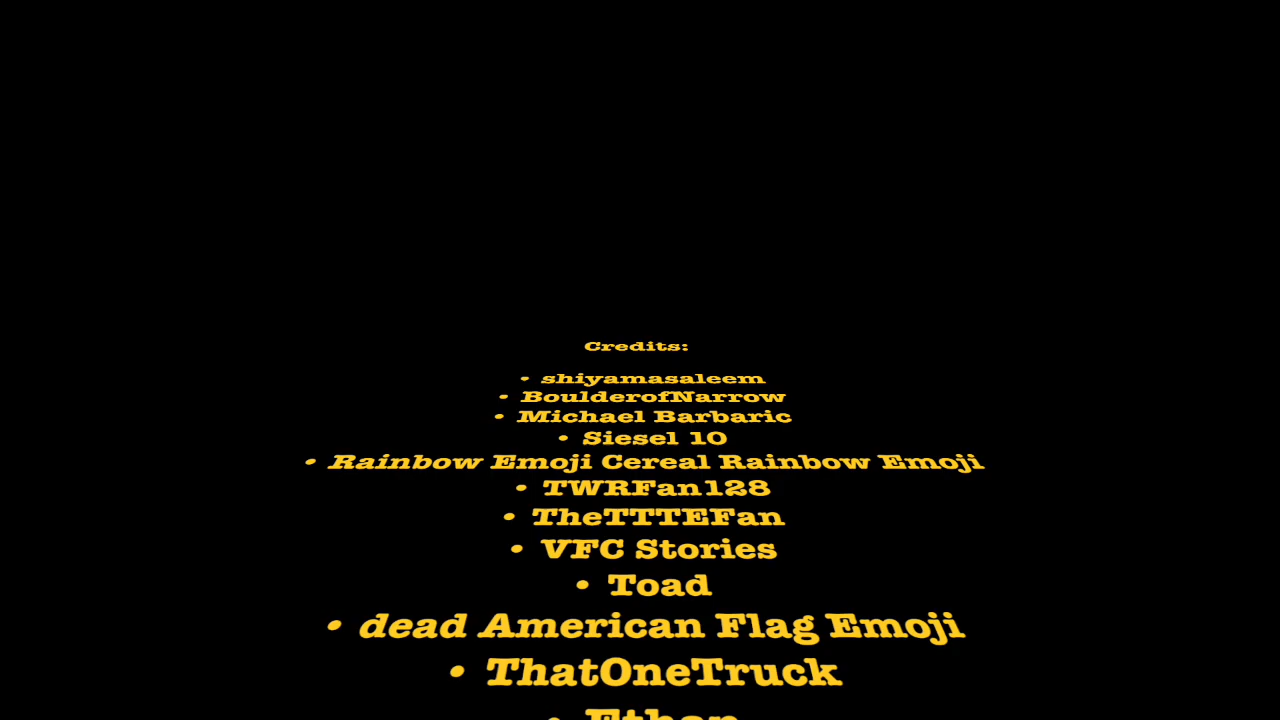 Credits:
• shiyamasaleem
• BoulderofNarrow
• Michael Barbaric
• Siesel 10
• Rainbow Emoji Cereal Rainbow Emoji
• TWRFan128
• TheTTTEFan
• VFC Stories
• Toad
• dead American Flag Emoji
• ThatOneTruck
• Ethan